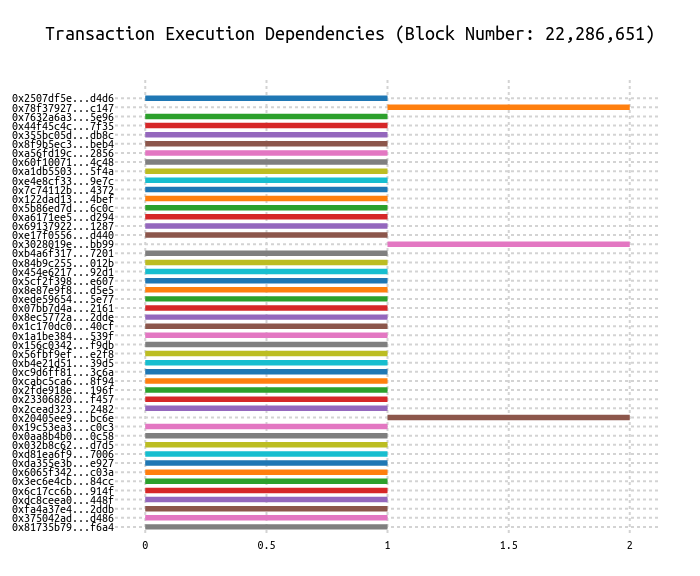 Transaction Execution Dependencies (Block Number: 22,286,651)
0x2507df5e...d4d6
0x78f37927...c147
0x7632a6a3...5e96
0x44f45c4c...7f35
0x355bc05d...db8c
0x8f9b5ec3...beb4
0xa56fd19c...2856
0x60f10071...4c48
0xa1db5503...5f4a
0xe4e8cf33...9e7c
0x7c74112b...4372
0x122dad13...4bef
0x5b86ed7d...6c0c
0xa6171ee5...d294
0x69137922...1287
0xe17f0556...d440
0x3028019e...bb99
0xb4a6f317...7201
0x84b9c255...012b
0x454e6217...92d1
0x5cf2f398...e607
0x8e87e9f8...d5e5
0xede59654...5e77
0x07bb7d4a...2161
0x8ec5772a...2dde
0x1c170dc0...40cf
0x1a1be384...539f
0x156c0342...f9db
0x56fbf9ef...e2f8
0xb4e21d51...39d5
0xc9d6ff81...3c6a
0xcabc5ca6...8f94
0x2fde918e...196f
0x23306820...f457
0x2cead323...2482
0x20405ee9...bc6e
0x19c53ea3...c0c3
0x0aa8b4b0...0c58
0x032b8c62...d7d5
0xd81ea6f9...7006
0xda355e3b...e927
0x6065f342...c03a
0x3ec6e4cb...84cc
0x6c17cc6b...914f
0xdc8ceea0...448f
0xfa4a37e4...2ddb
0x375042ad...d486
0x81735b79...f6a4
0 0.5 1 1.5 2